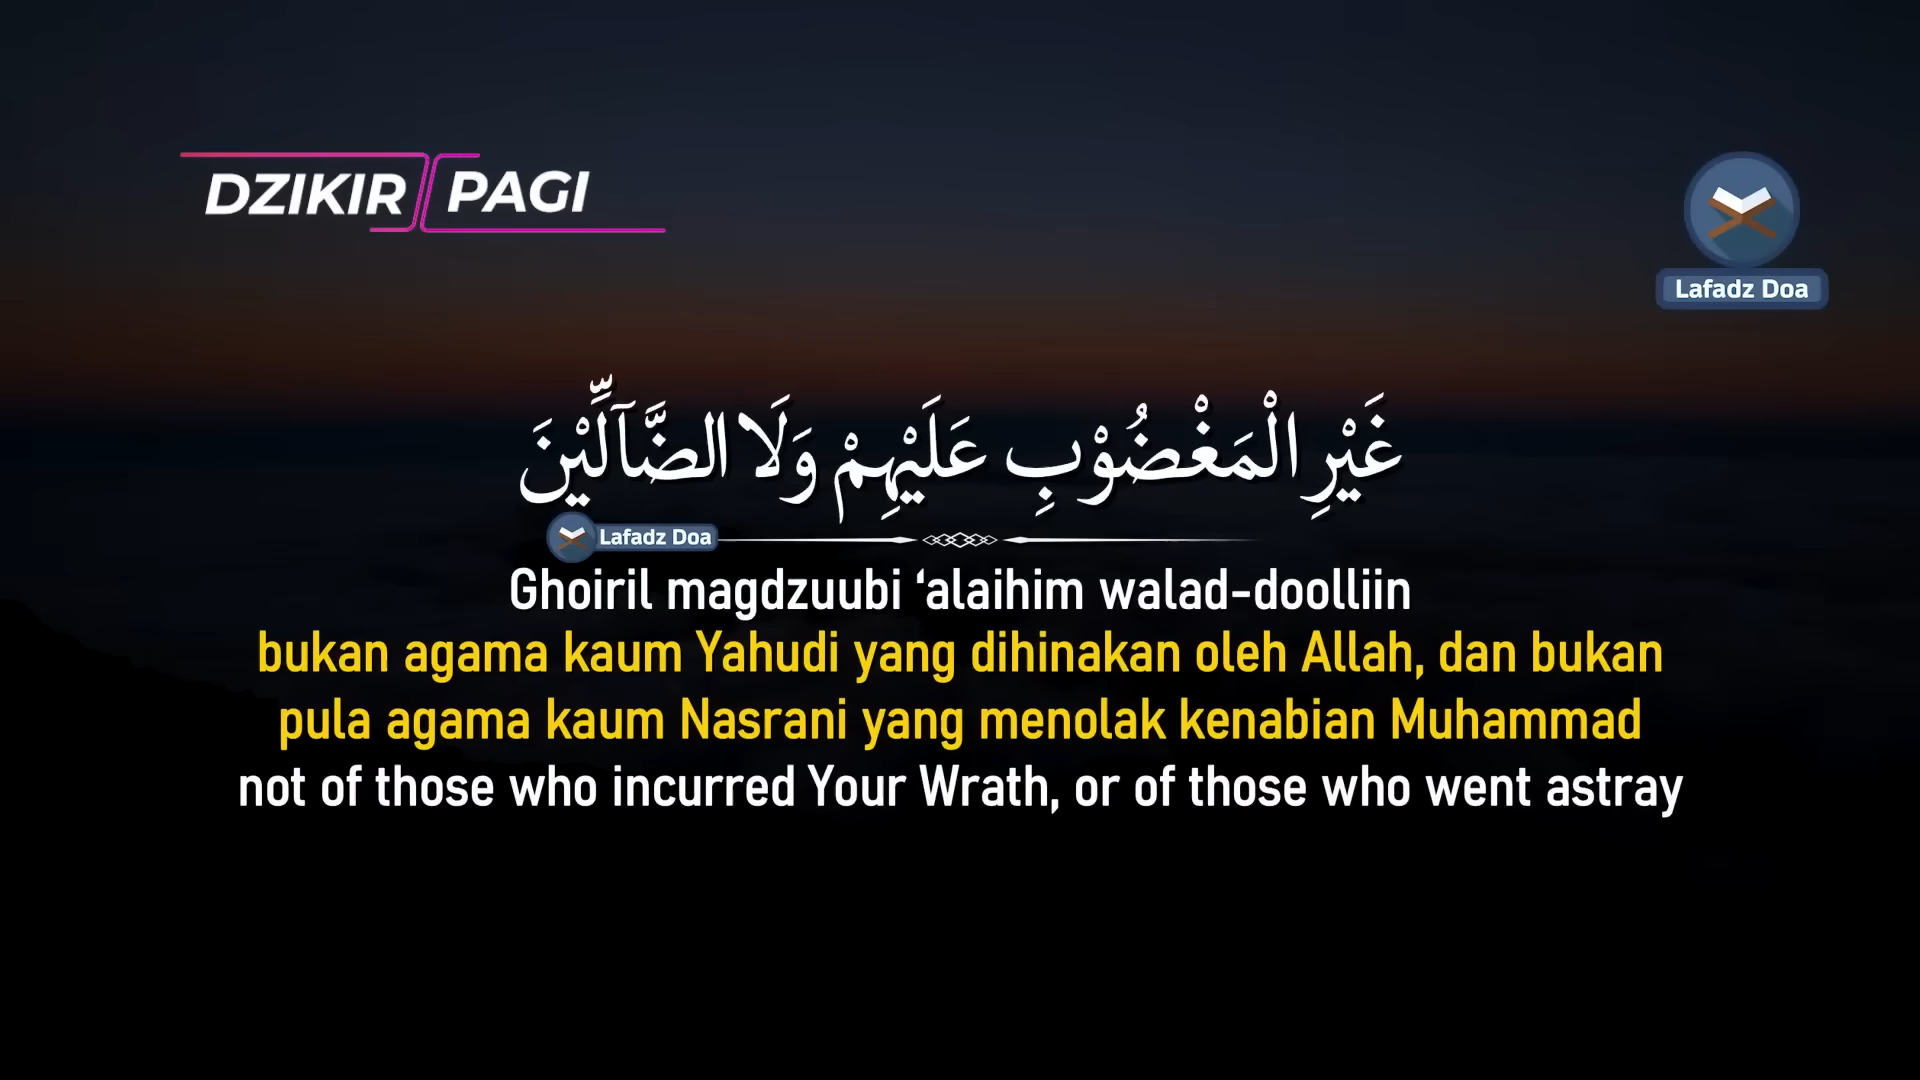 DZIKIR PAGI
Lafadz Doa
غَيْرِ الْمَغْضُوْبِ عَلَيْهِمْ وَلَا الضَّآلِّيْنَ
Lafadz Doa
Ghoiril magdzuubi ‘alaihim walad-doolliin
bukan agama kaum Yahudi yang dihinakan oleh Allah, dan bukan
pula agama kaum Nasrani yang menolak kenabian Muhammad
not of those who incurred Your Wrath, or of those who went astray